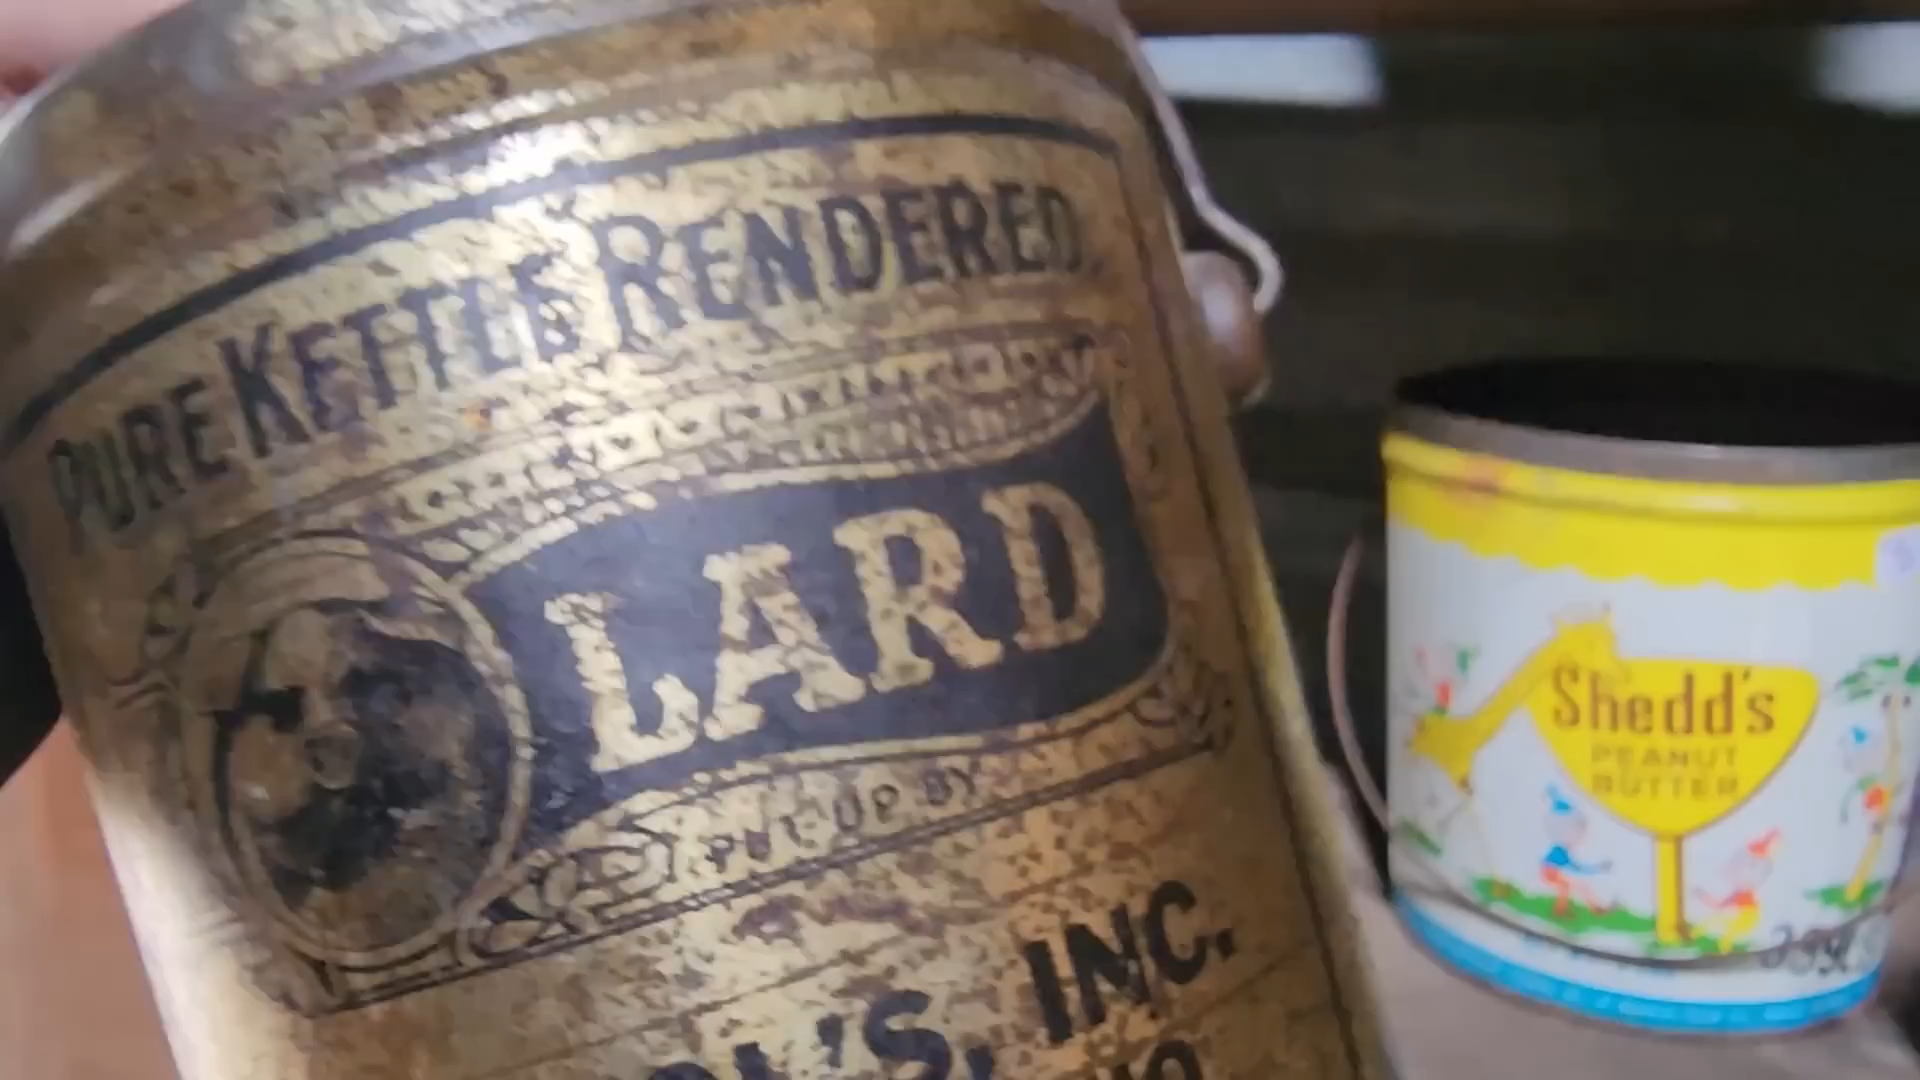 PURE KETTLE RENDERED.
LARD
PUT UP BY
'S, INC.
Shedd's
PEANUT
BUTTER